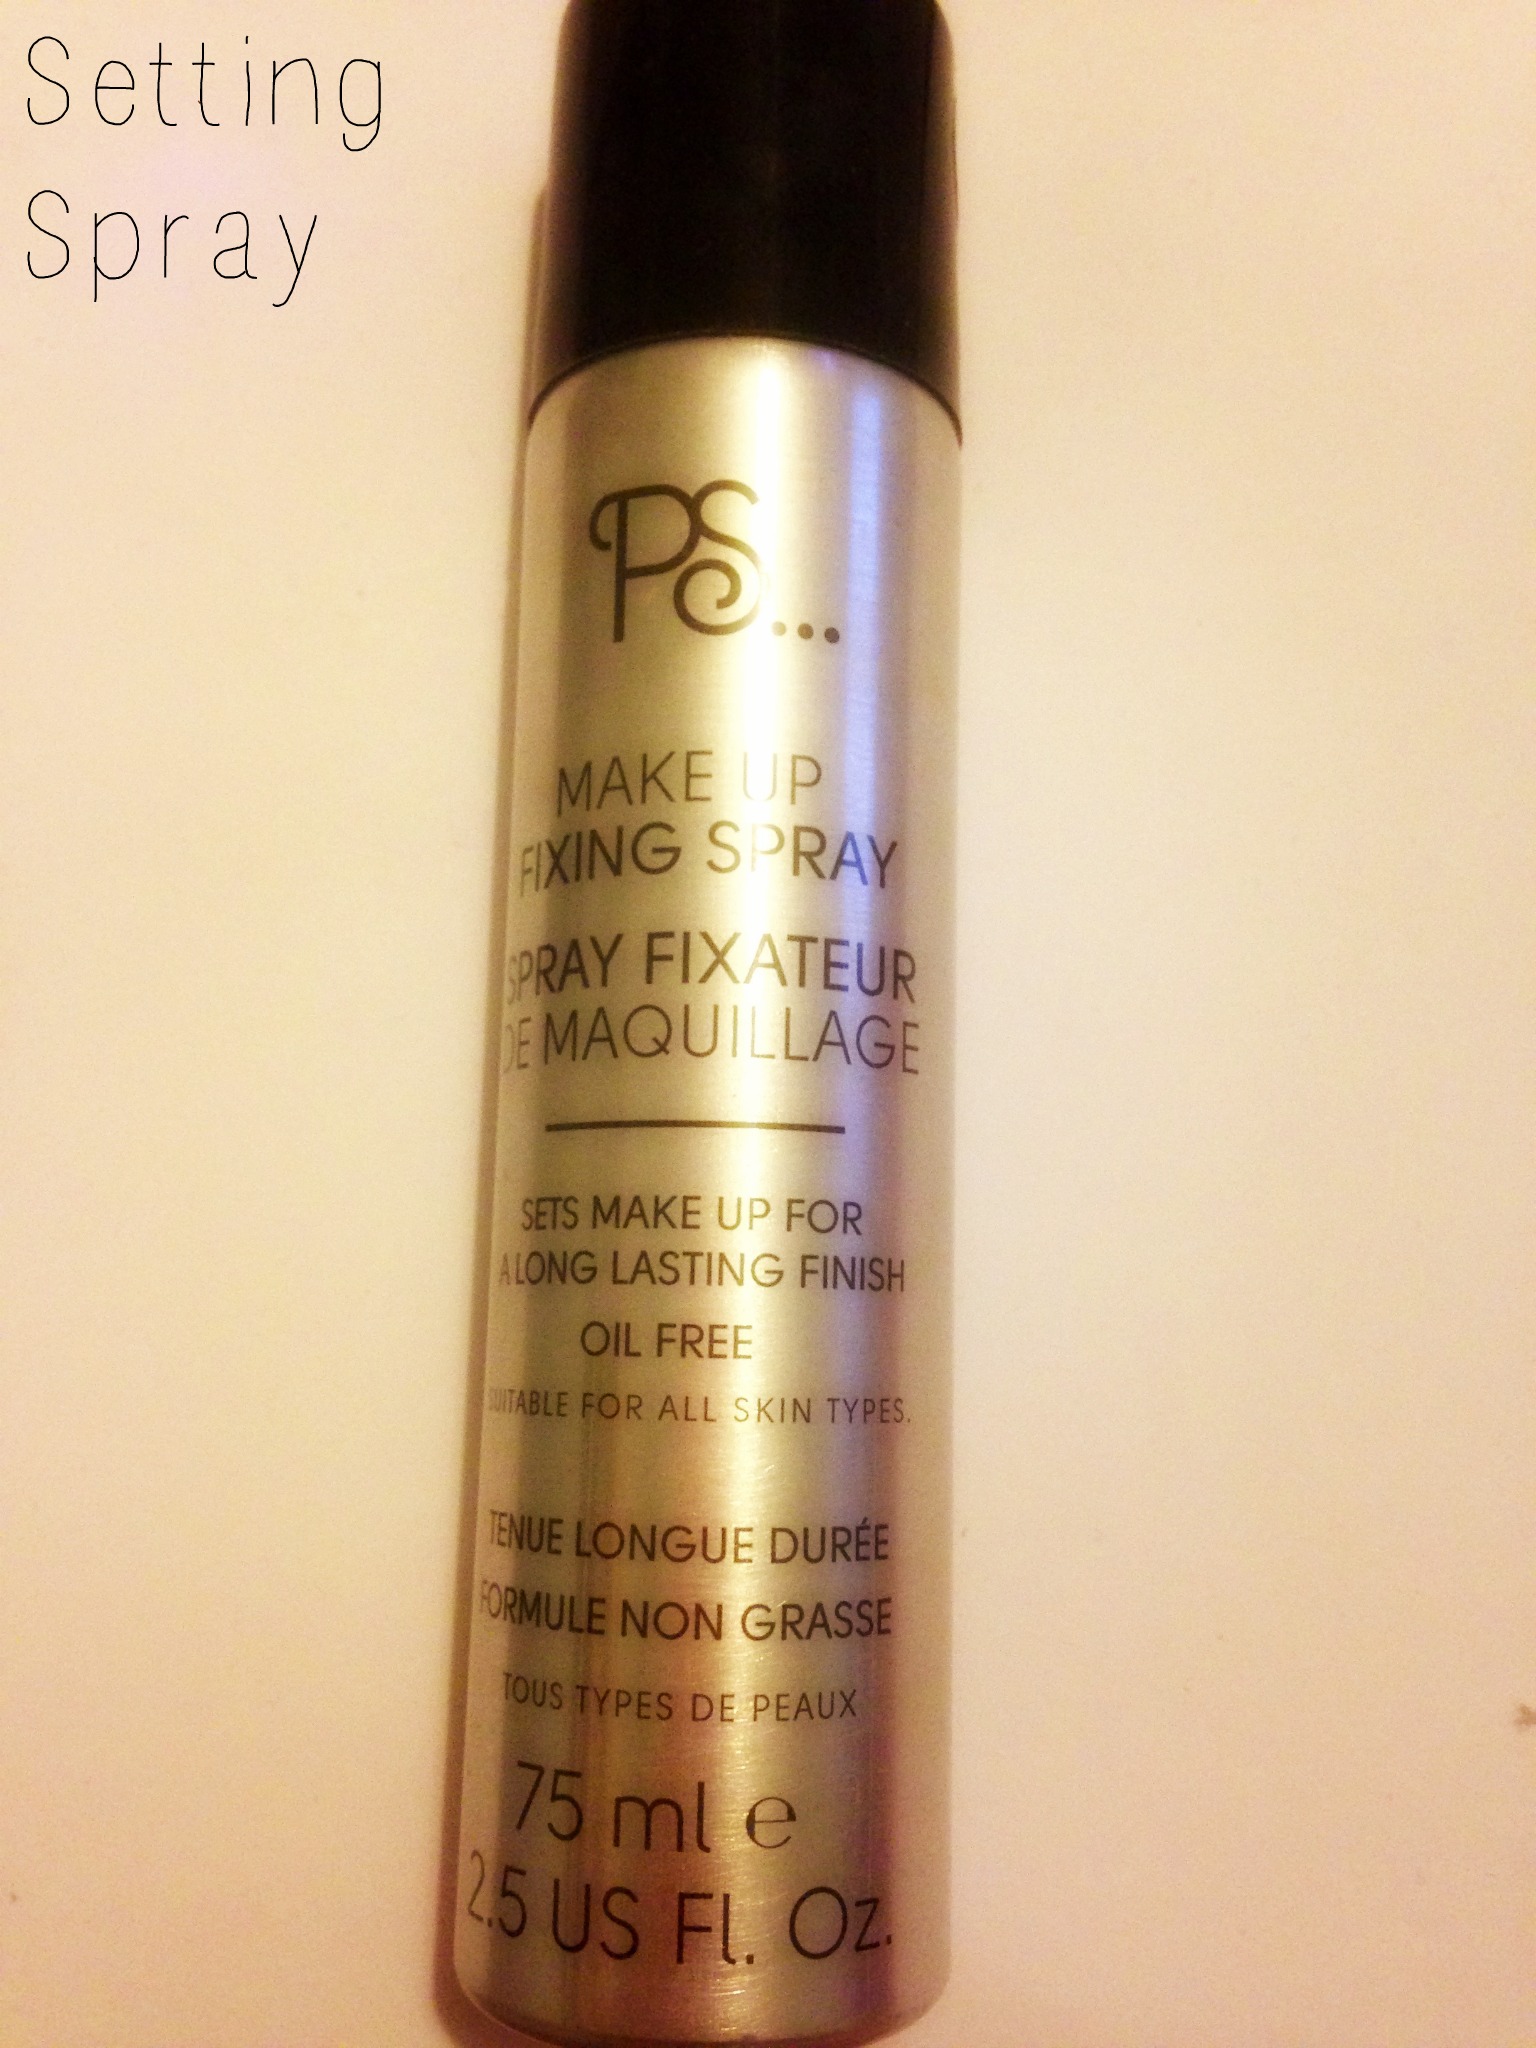 Setting
Spray
PS...
MAKE UP
FIXING SPRAY
SPRAY FIXATEUR
DE MAQUILLAGE
SETS MAKE UP FOR
A LONG LASTING FINISH
OIL FREE
SUITABLE FOR ALL SKIN TYPES.
TENUE LONGUE DURÉE
FORMULE NON GRASSE
TOUS TYPES DE PEAUX
75 ml e
2.5 US Fl. Oz.